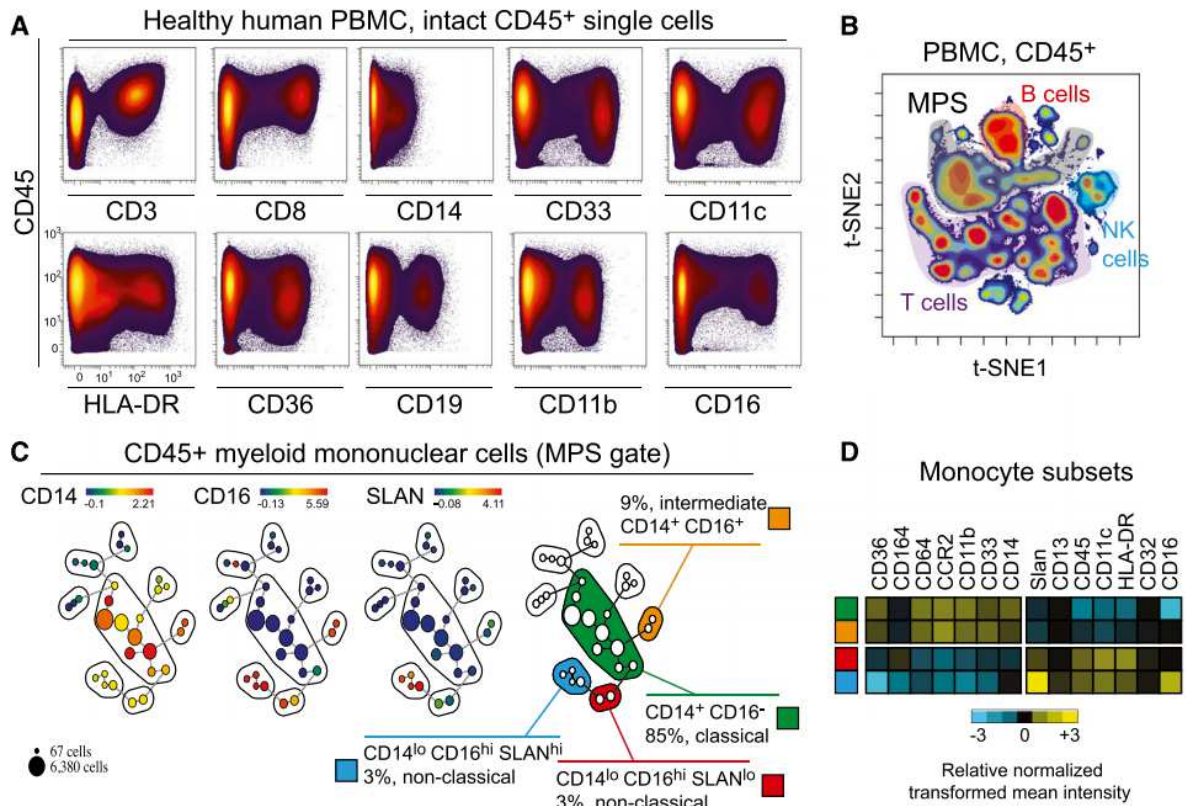 A
Healthy human PBMC, intact CD45+ single cells
CD45
CD3
CD8
CD14
CD33
CD11c
10³
10²
10¹
0
0 10¹ 10² 10³
HLA-DR
CD36
CD19
CD11b
CD16
B
PBMC, CD45+
MPS
B cells
NK
cells
T cells
t-SNE2
t-SNE1
C
CD45+ myeloid mononuclear cells (MPS gate)
CD14
-0.1 2.21
CD16
-0.13 5.59
SLAN
-0.08 4.11
9%, intermediate
CD14+ CD16+
CD14+ CD16-
85%, classical
CD14lo CD16hi SLANhi
3%, non-classical
CD14lo CD16hi SLANlo
3%, non-classical
67 cells
6,380 cells
D
Monocyte subsets
CD36
CD164
CD64
CCR2
CD11b
CD33
CD14
Slan
CD13
CD45
CD11c
HLA-DR
CD32
CD16
-3 0 +3
Relative normalized
transformed mean intensity